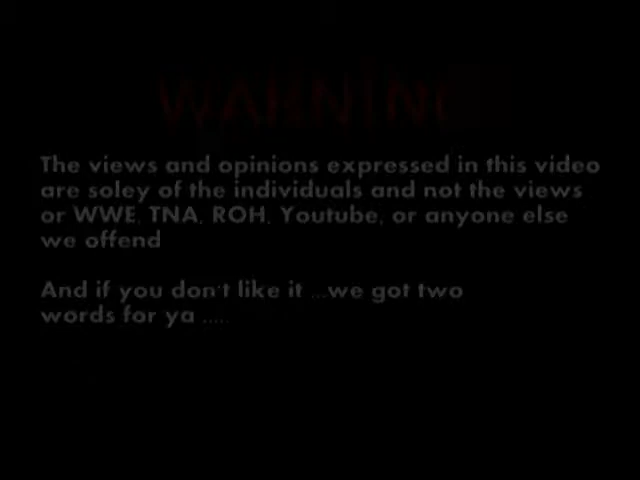 WARNING
The views and opinions expressed in this video
are soley of the individuals and not the views
or WWE, TNA, ROH, Youtube, or anyone else
we offend
And if you don't like it ...we got two
words for ya .....